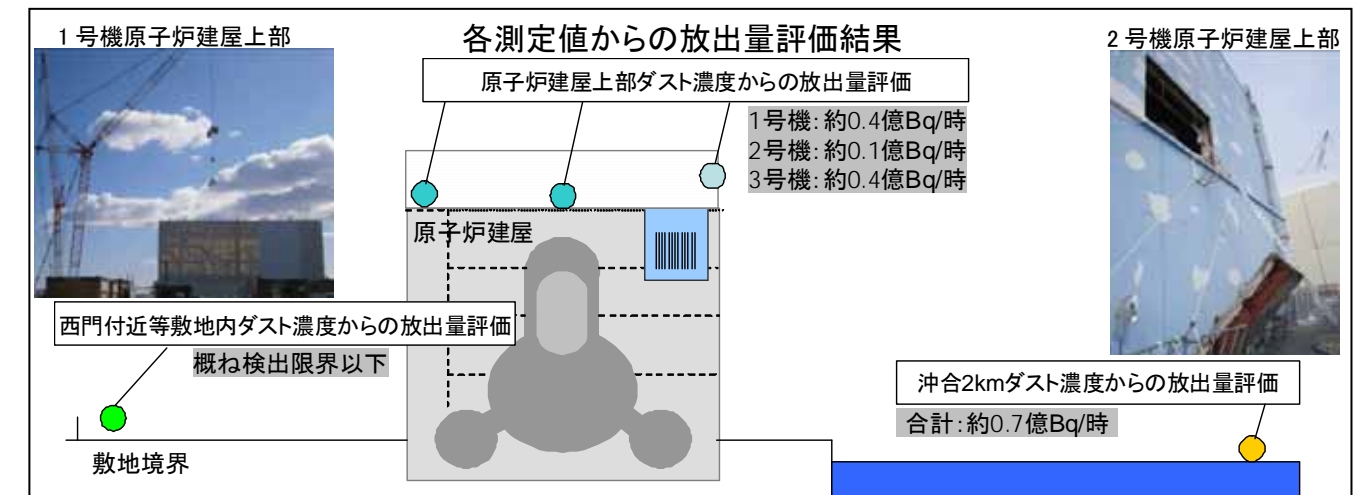 各測定値からの放出量評価結果
1号機原子炉建屋上部
2号機原子炉建屋上部
原子炉建屋上部ダスト濃度からの放出量評価
1号機:約0.4億Bq/時
2号機:約0.1億Bq/時
3号機:約0.4億Bq/時
原子炉建屋
西門付近等敷地内ダスト濃度からの放出量評価
概ね検出限界以下
沖合2kmダスト濃度からの放出量評価
合計:約0.7億Bq/時
敷地境界